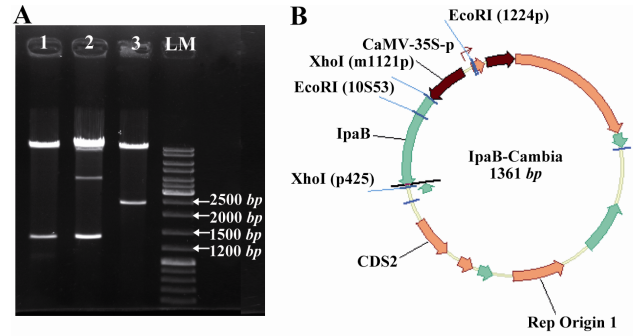 A
1 2 3 LM
2500 bp
2000 bp
1500 bp
1200 bp
B
EcoRI (1224p)
CaMV-35S-p
XhoI (m1121p)
EcoRI (10S53)
IpaB
XhoI (p425)
CDS2
Rep Origin 1
IpaB-Cambia
1361 bp